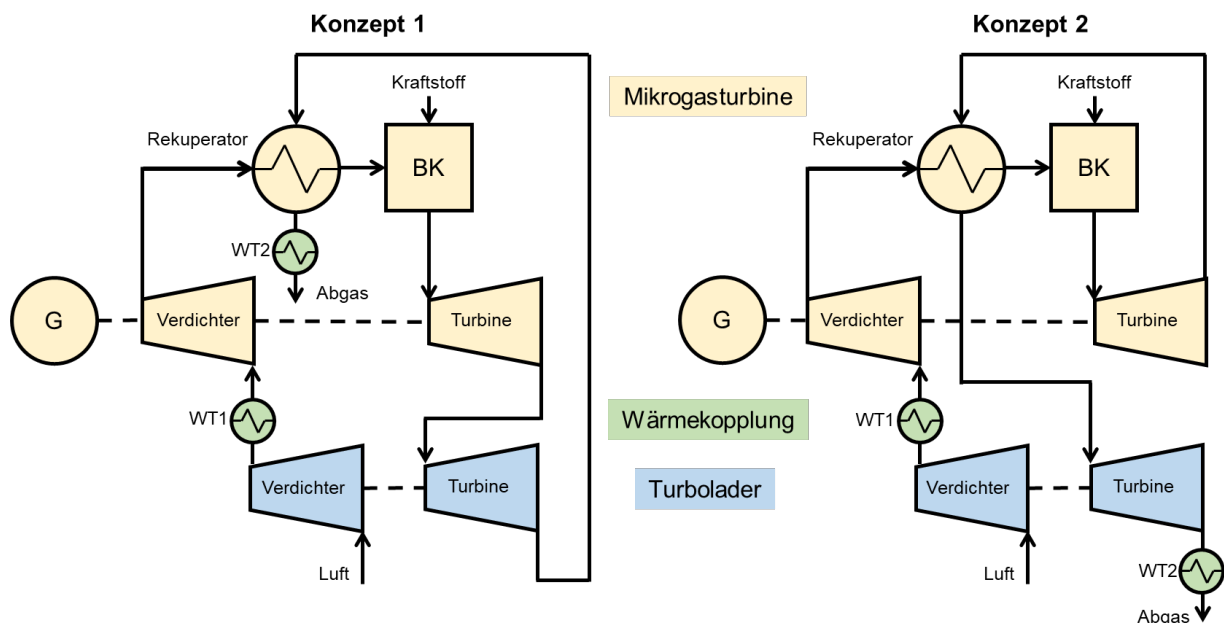 Konzept 1
Kraftstoff
Rekuperator
BK
WT2
Abgas
G
Verdichter
Turbine
WT1
Verdichter
Turbine
Luft
Mikrogasturbine
Wärmekopplung
Turbolader
Konzept 2
Kraftstoff
Rekuperator
BK
G
Verdichter
Turbine
WT1
Verdichter
Turbine
Luft
WT2
Abgas